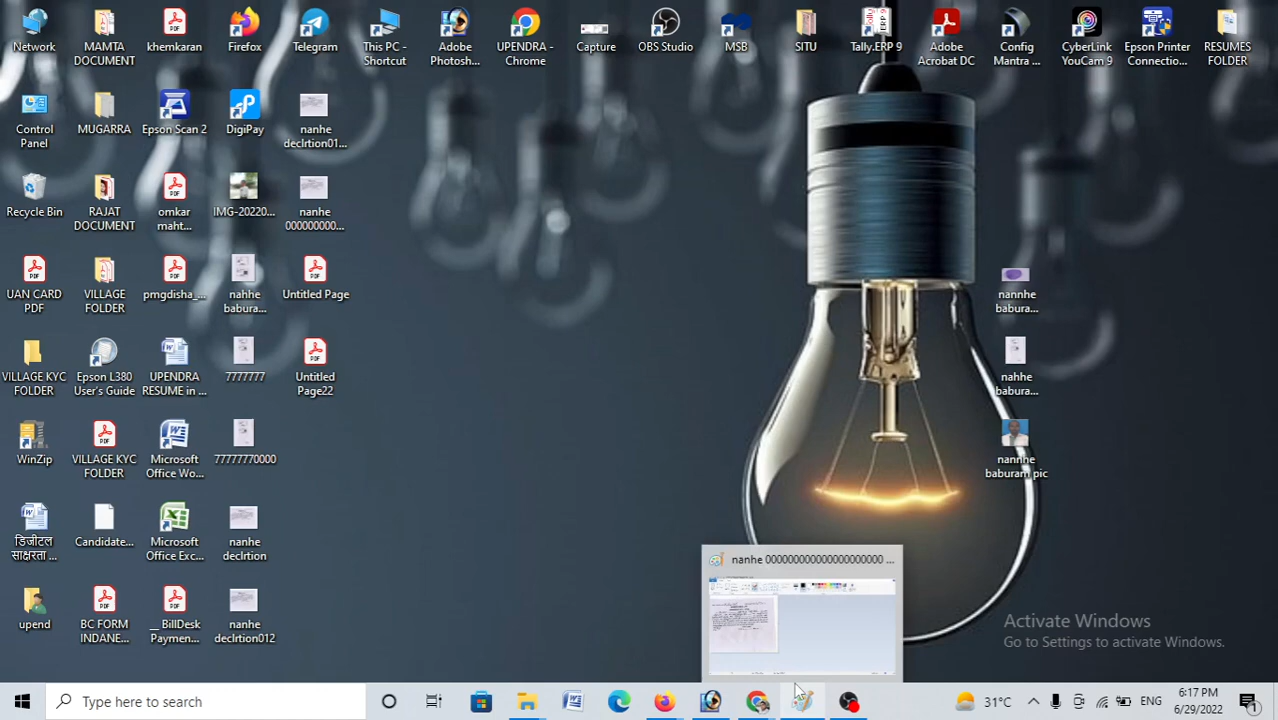 Network
MAMTA
DOCUMENT
khemkaran
Firefox
Telegram
This PC -
Shortcut
Adobe
Photosh...
UPENDRA -
Chrome
Capture
OBS Studio
MSB
SITU
Tally.ERP 9
Adobe
Acrobat DC
Config
Mantra ...
CyberLink
YouCam 9
Epson Printer
Connectio...
RESUMES
FOLDER
Control
Panel
MUGARRA
Epson Scan 2
DigiPay
nanhe
declrtion01...
Recycle Bin
RAJAT
DOCUMENT
omkar
maht...
IMG-20220...
nanhe
000000000...
UAN CARD
PDF
VILLAGE
FOLDER
pmgdisha_...
nahhe
babura...
Untitled Page
nannhe
babura...
VILLAGE KYC
FOLDER
Epson L380
User's Guide
UPENDRA
RESUME in ...
7777777
Untitled
Page22
nahhe
babura...
WinZip
VILLAGE KYC
FOLDER
Microsoft
Office Wo...
77777770000
nannhe
baburam pic
डिजीटल
साक्षरता ...
Candidate...
Microsoft
Office Exc...
nanhe
declrtion
upend
BC FORM
INDANE...
__BillDesk
Paymen...
nanhe
declrtion012
Activate Windows
Go to Settings to activate Windows.
Type here to search
31°C
ENG
6:17 PM
6/29/2022
1